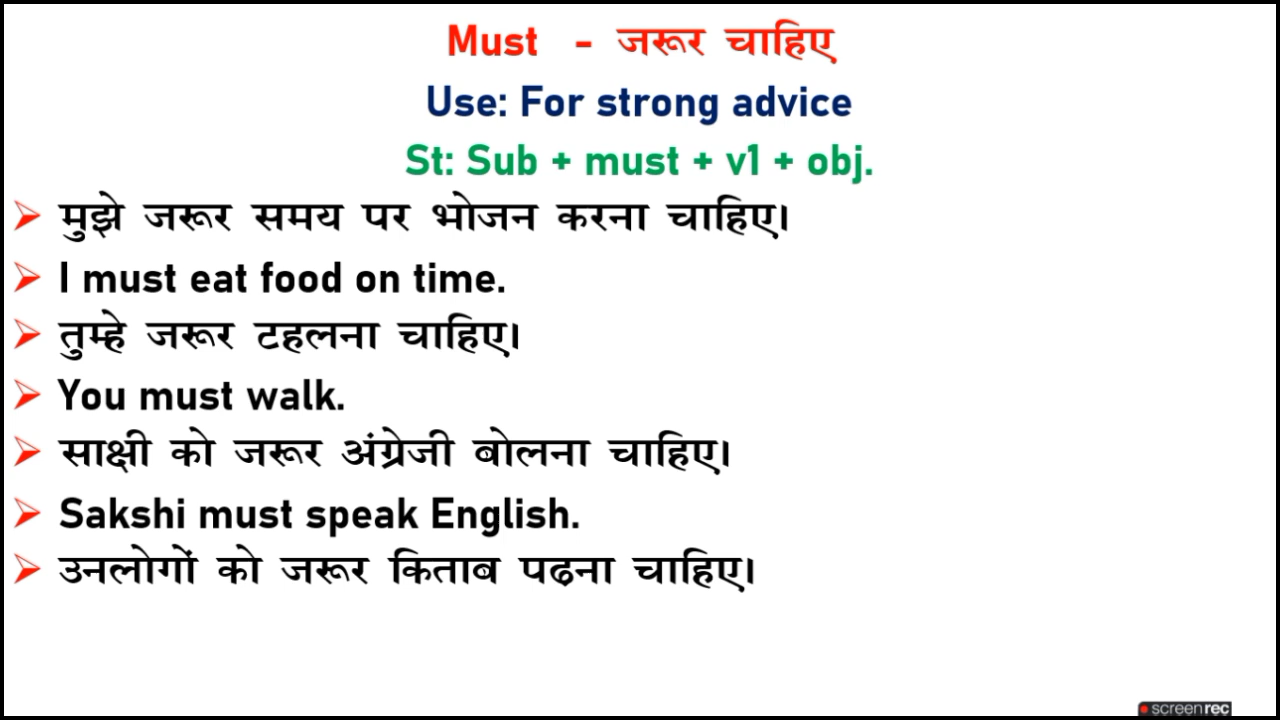 Must - जरूर चाहिए
Use: For strong advice
St: Sub + must + v1 + obj.
मुझे जरूर समय पर भोजन करना चाहिए।
I must eat food on time.
तुम्हे जरूर टहलना चाहिए।
You must walk.
साक्षी को जरूर अंग्रेजी बोलना चाहिए।
Sakshi must speak English.
उनलोगों को जरूर किताब पढना चाहिए।
screenrec